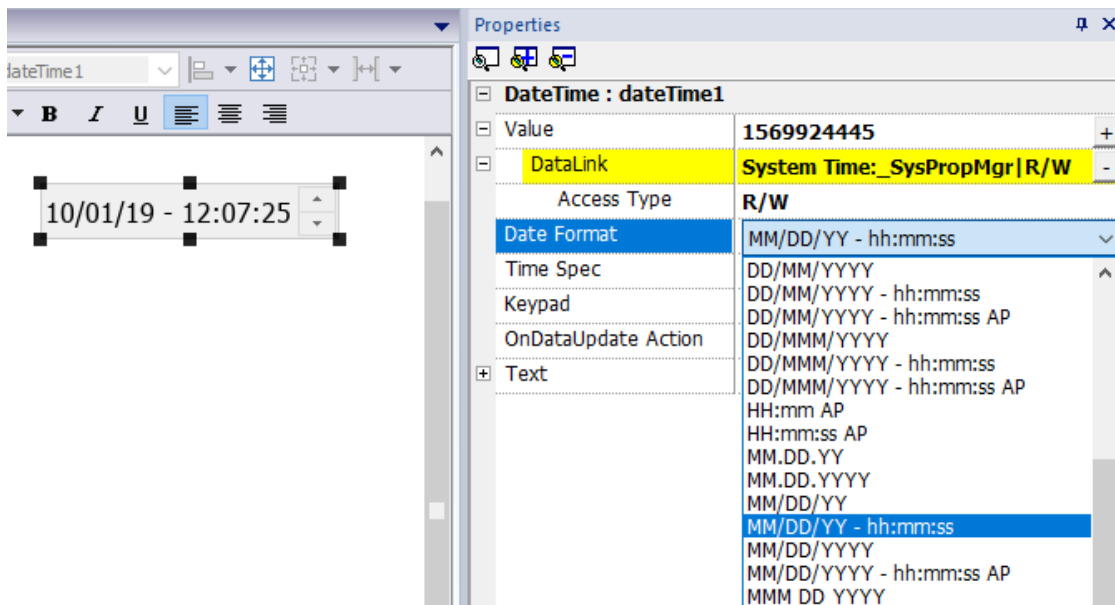 Properties
dateTime1
B I U
DateTime : dateTime1
Value 1569924445 +
DataLink System Time:_SysPropMgr|R/W -
Access Type R/W
10/01/19 - 12:07:25
Date Format MM/DD/YY - hh:mm:ss
Time Spec
Keypad
OnDataUpdate Action
Text
DD/MM/YYYY
DD/MM/YYYY - hh:mm:ss
DD/MM/YYYY - hh:mm:ss AP
DD/MMM/YYYY
DD/MMM/YYYY - hh:mm:ss
DD/MMM/YYYY - hh:mm:ss AP
HH:mm AP
HH:mm:ss AP
MM.DD.YY
MM.DD.YYYY
MM/DD/YY
MM/DD/YY - hh:mm:ss
MM/DD/YYYY
MM/DD/YYYY - hh:mm:ss AP
MMM DD YYYY